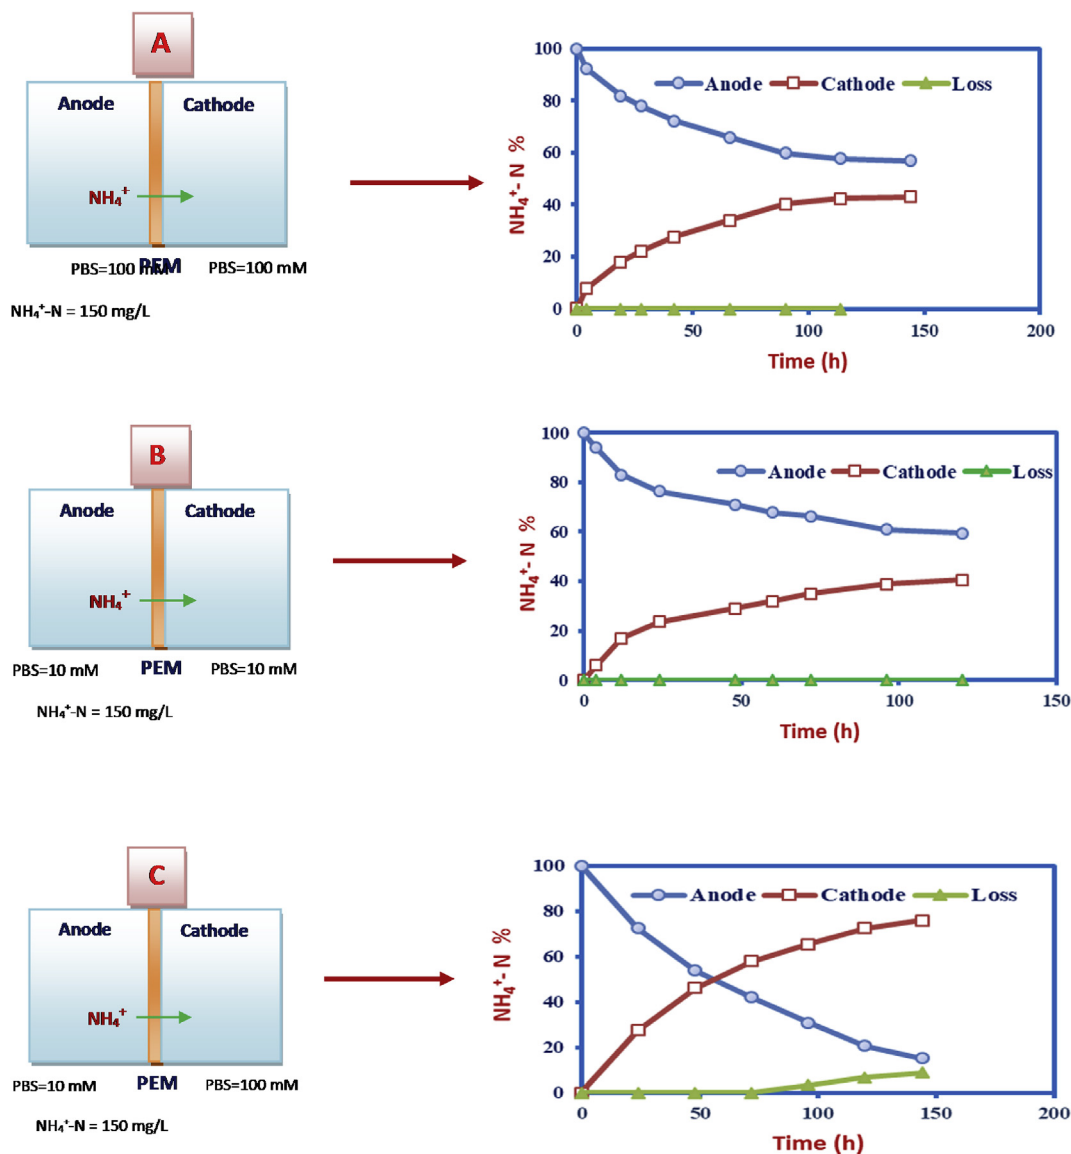 A
Anode Cathode
NH₄⁺
PEM
PBS=100 mM PBS=100 mM
NH₄⁺-N = 150 mg/L
100
80
60
40
20
0
NH₄⁺- N %
Anode Cathode Loss
0 50 100 150 200
Time (h)
B
Anode Cathode
NH₄⁺
PBS=10 mM PEM PBS=10 mM
NH₄⁺-N = 150 mg/L
100
80
60
40
20
0
NH₄⁺- N %
Anode Cathode Loss
0 50 100 150
Time (h)
C
Anode Cathode
NH₄⁺
PBS=10 mM PEM PBS=100 mM
NH₄⁺-N = 150 mg/L
100
80
60
40
20
0
NH₄⁺- N %
Anode Cathode Loss
0 50 100 150 200
Time (h)